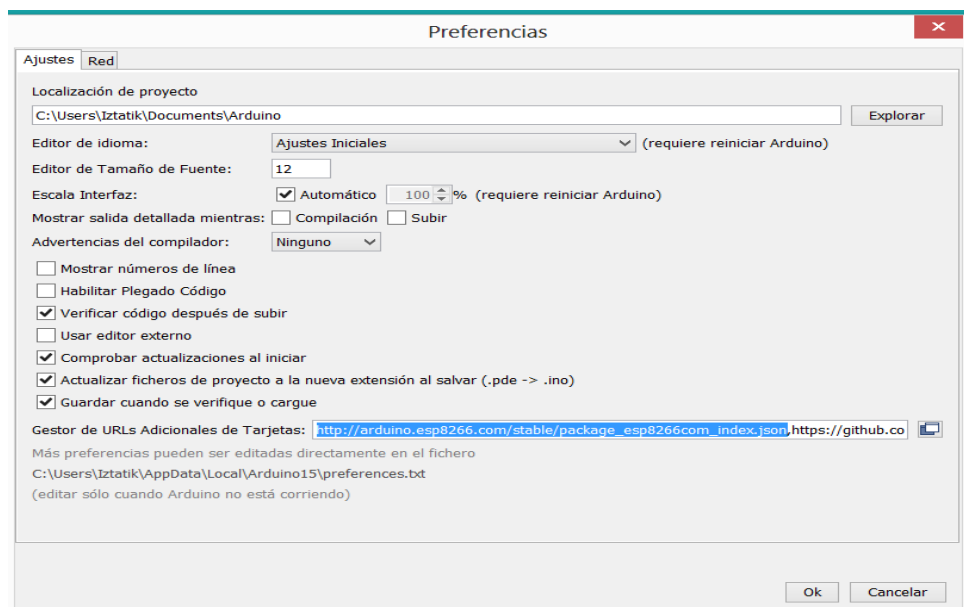 Preferencias
Ajustes Red
Localización de proyecto
C:\Users\Iztatik\Documents\Arduino Explorar
Editor de idioma: Ajustes Iniciales (requiere reiniciar Arduino)
Editor de Tamaño de Fuente: 12
Escala Interfaz: Automático 100 % (requiere reiniciar Arduino)
Mostrar salida detallada mientras: Compilación Subir
Advertencias del compilador: Ninguno
Mostrar números de línea
Habilitar Plegado Código
Verificar código después de subir
Usar editor externo
Comprobar actualizaciones al iniciar
Actualizar ficheros de proyecto a la nueva extensión al salvar (.pde -> .ino)
Guardar cuando se verifique o cargue
Gestor de URLs Adicionales de Tarjetas: http://arduino.esp8266.com/stable/package_esp8266com_index.json,https://github.co
Más preferencias pueden ser editadas directamente en el fichero
C:\Users\Iztatik\AppData\Local\Arduino15\preferences.txt
(editar sólo cuando Arduino no está corriendo)
Ok Cancelar